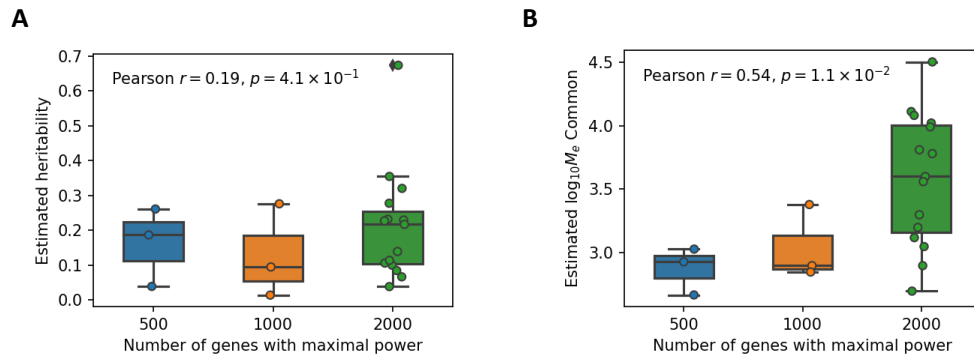 A
Pearson r = 0.19, p = 4.1 × 10⁻¹
Estimated heritability
0.7
0.6
0.5
0.4
0.3
0.2
0.1
0.0
500 1000 2000
Number of genes with maximal power
B
Pearson r = 0.54, p = 1.1 × 10⁻²
Estimated log₁₀Mₑ Common
4.5
4.0
3.5
3.0
500 1000 2000
Number of genes with maximal power